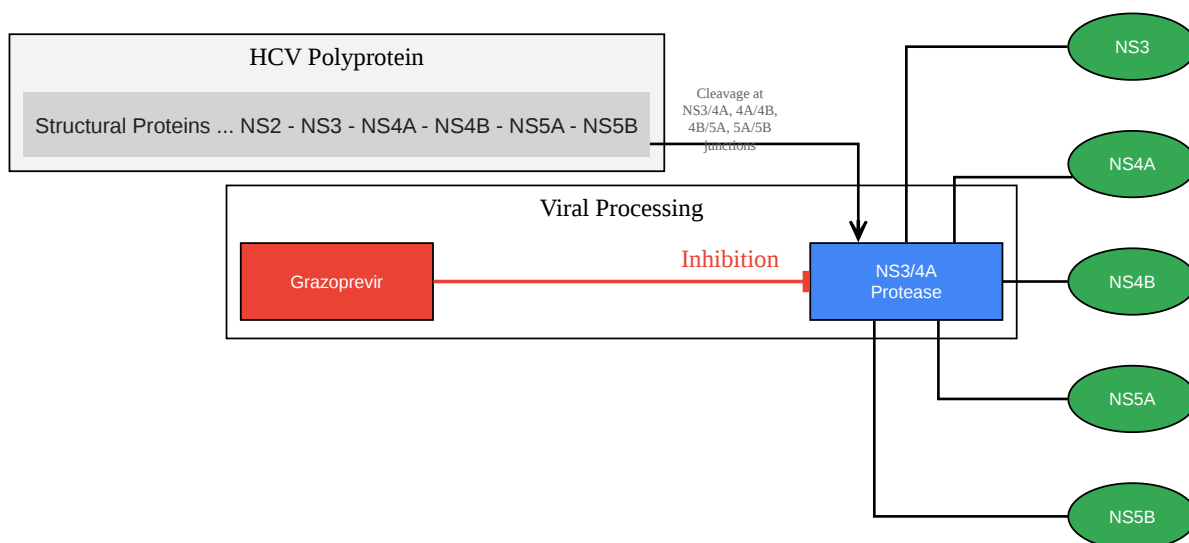 HCV Polyprotein
Structural Proteins ... NS2 - NS3 - NS4A - NS4B - NS5A - NS5B
Cleavage at
NS3/4A, 4A/4B,
4B/5A, 5A/5B
junctions
Viral Processing
Grazoprevir
Inhibition
NS3/4A
Protease
NS3
NS4A
NS4B
NS5A
NS5B